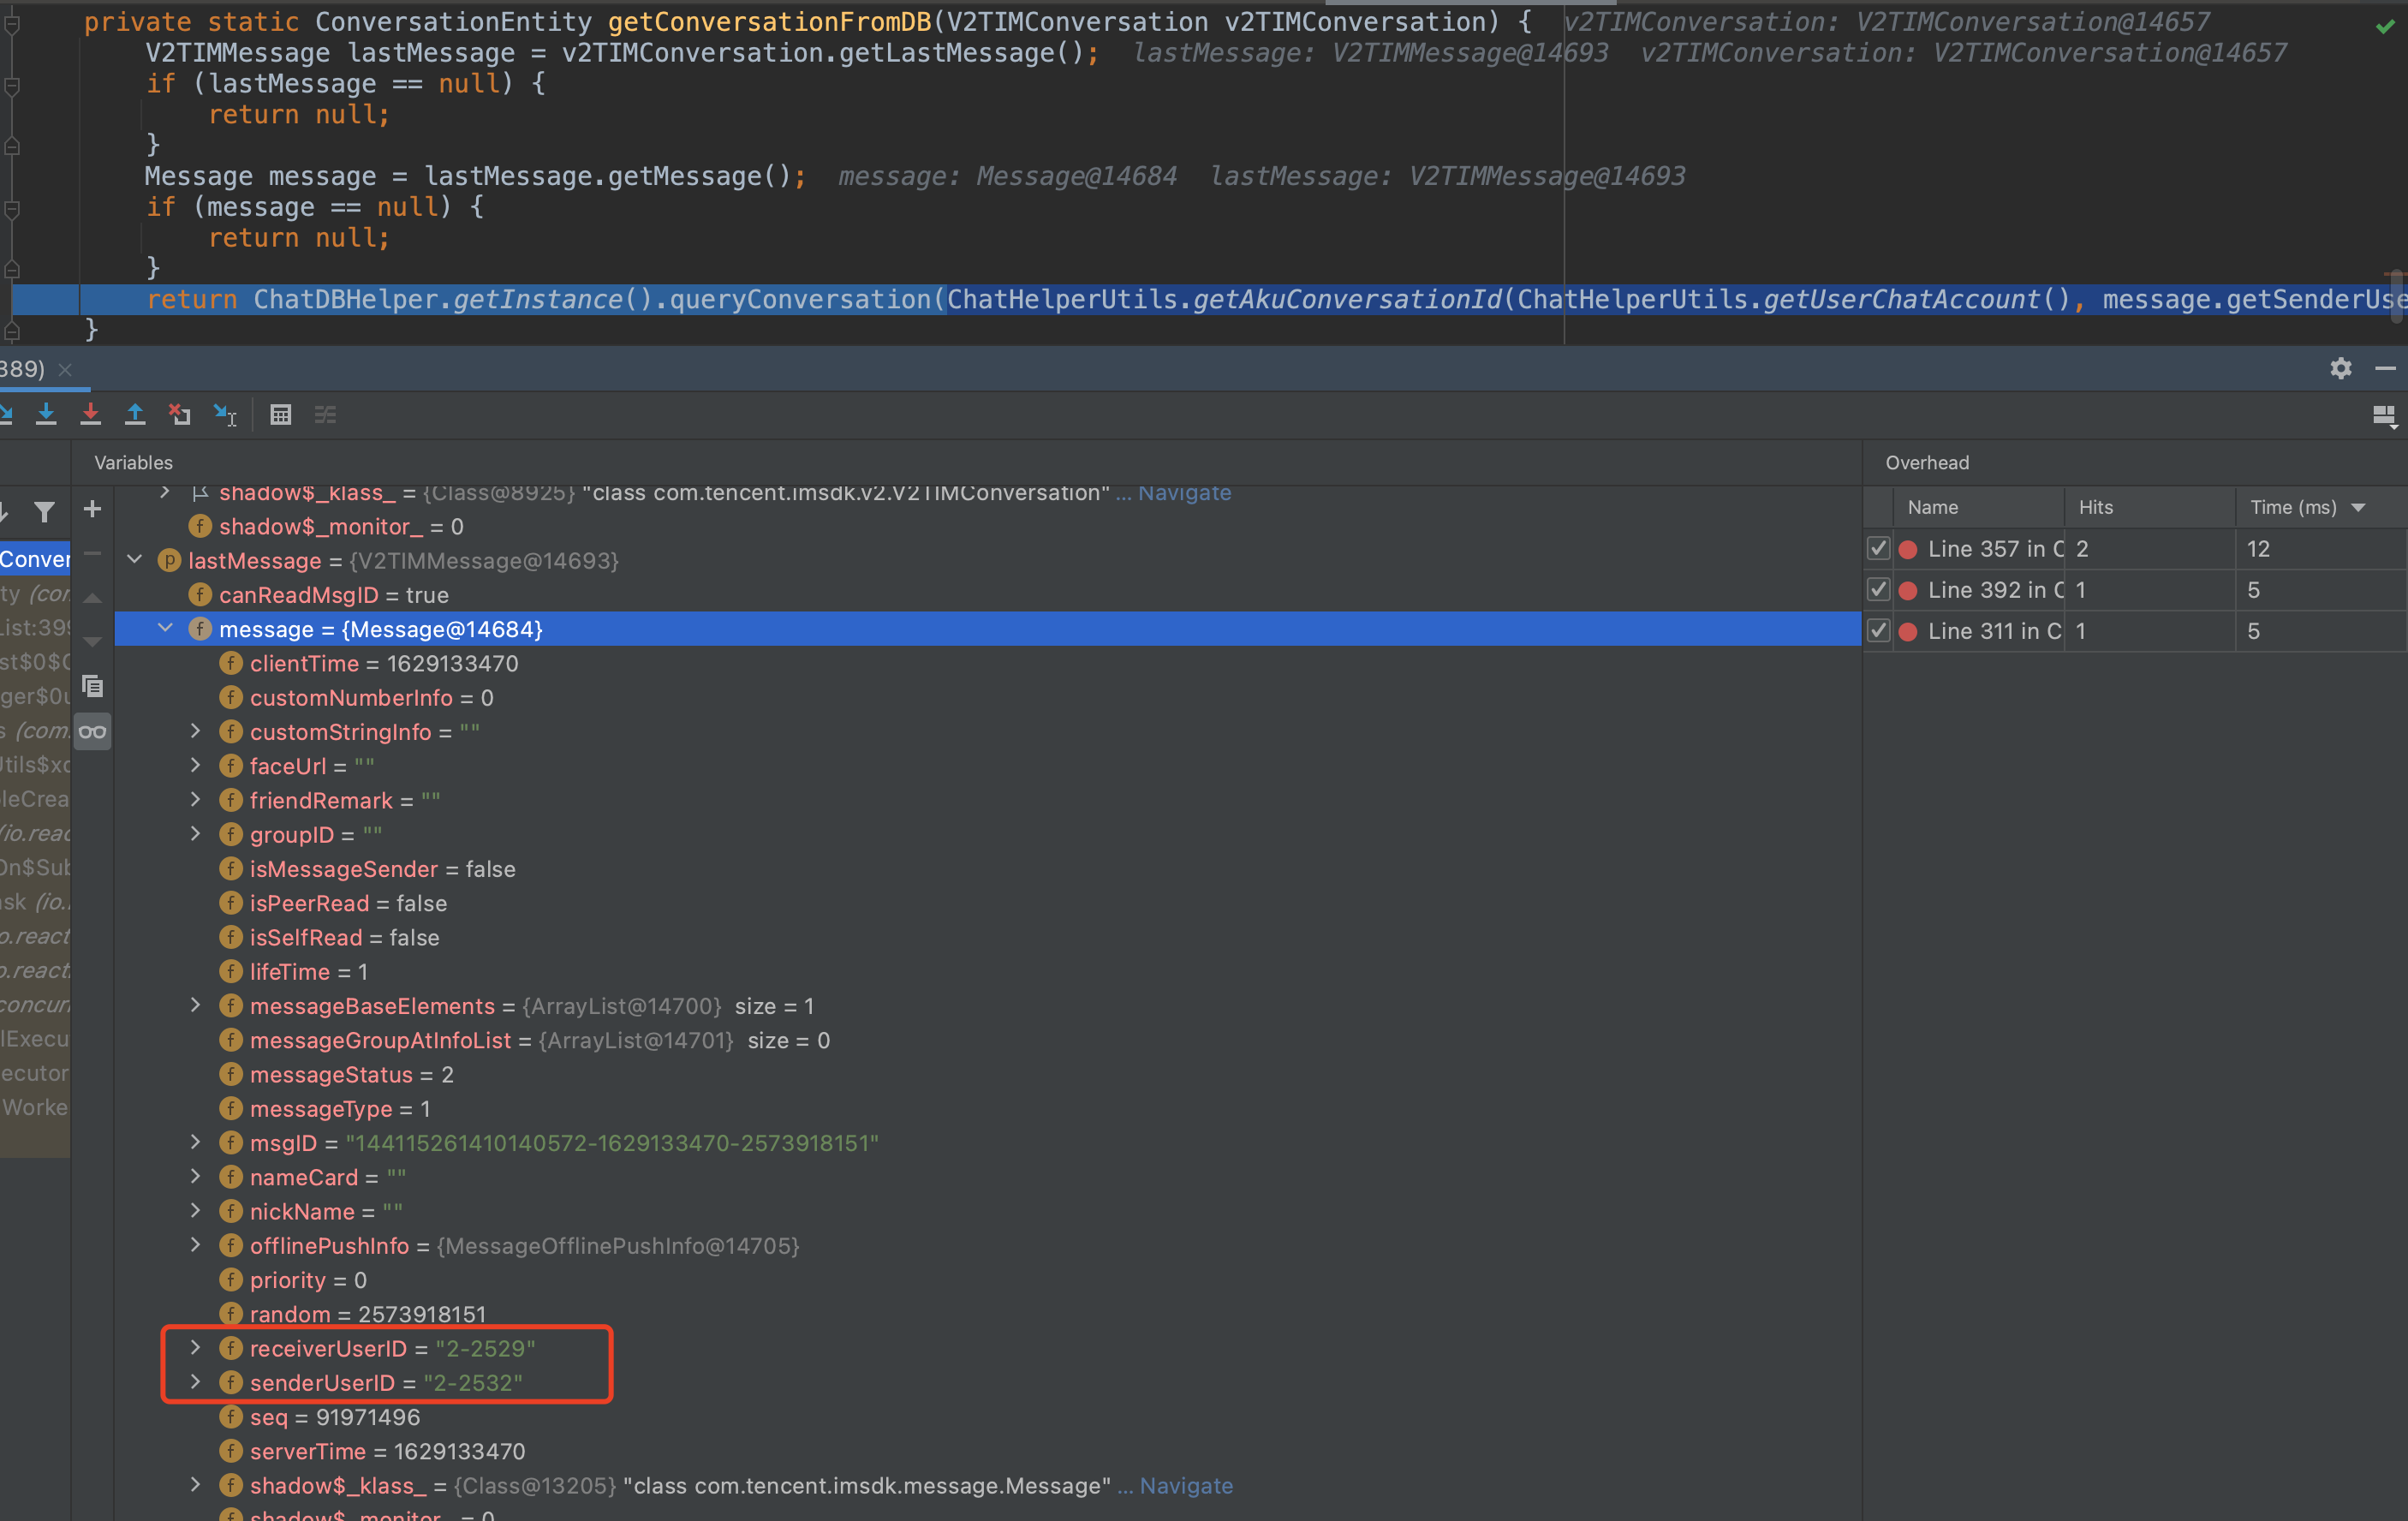 private static ConversationEntity getConversationFromDB(V2TIMConversation v2TIMConversation) {  v2TIMConversation: V2TIMConversation@14657
V2TIMMessage lastMessage = v2TIMConversation.getLastMessage();  lastMessage: V2TIMMessage@14693  v2TIMConversation: V2TIMConversation@14657
if (lastMessage == null) {
return null;
}
Message message = lastMessage.getMessage();  message: Message@14684  lastMessage: V2TIMMessage@14693
if (message == null) {
return null;
}
return ChatDBHelper.getInstance().queryConversation(ChatHelperUtils.getAkuConversationId(ChatHelperUtils.getUserChatAccount(), message.getSenderUse
}
389)
Variables
Overhead
shadow$_klass_ = {Class@8925} "class com.tencent.imsdk.v2.V2TIMConversation" ... Navigate
shadow$_monitor_ = 0
lastMessage = {V2TIMMessage@14693}
canReadMsgID = true
message = {Message@14684}
clientTime = 1629133470
customNumberInfo = 0
customStringInfo = ""
faceUrl = ""
friendRemark = ""
groupID = ""
isMessageSender = false
isPeerRead = false
isSelfRead = false
lifeTime = 1
messageBaseElements = {ArrayList@14700}  size = 1
messageGroupAtInfoList = {ArrayList@14701}  size = 0
messageStatus = 2
messageType = 1
msgID = "144115261410140572-1629133470-2573918151"
nameCard = ""
nickName = ""
offlinePushInfo = {MessageOfflinePushInfo@14705}
priority = 0
random = 2573918151
receiverUserID = "2-2529"
senderUserID = "2-2532"
seq = 91971496
serverTime = 1629133470
shadow$_klass_ = {Class@13205} "class com.tencent.imsdk.message.Message" ... Navigate
shadow$_monitor_ = 0
Name Hits Time (ms)
Line 357 in C 2 12
Line 392 in C 1 5
Line 311 in C 1 5
Conver
ty (con
List:399
st$0$C
ger$0u
s (com.
Utils$xc
leCrea
(io.reac
On$Sub
ask (io.
o.react
o.react
concurr
lExecu
ecutor
Worke